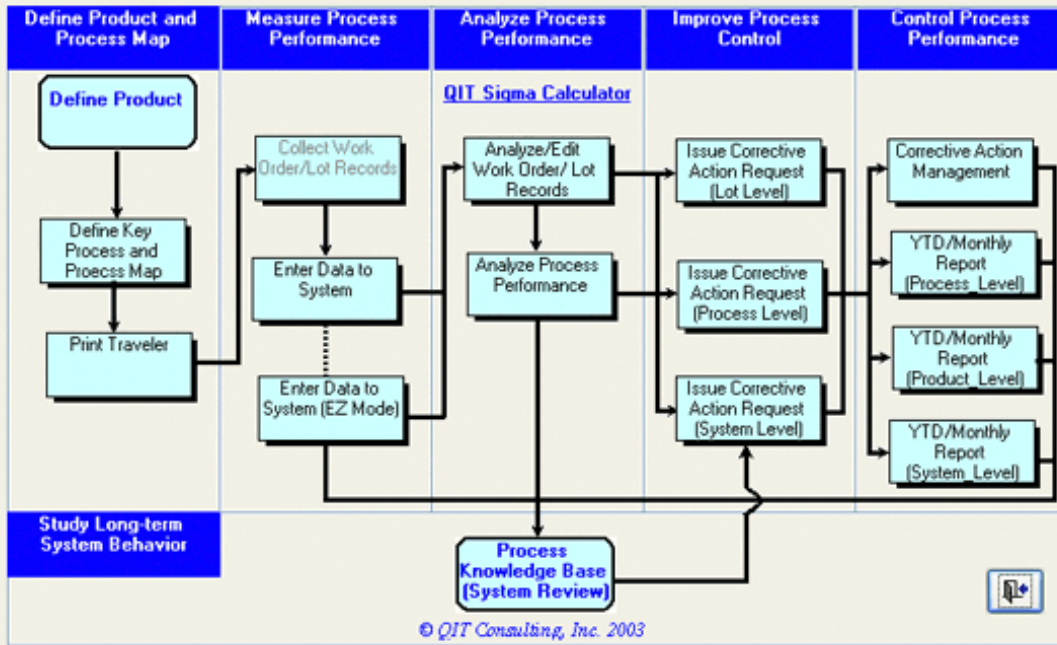 Define Product and
Process Map
Measure Process
Performance
Analyze Process
Performance
Improve Process
Control
Control Process
Performance
Define Product
QIT Sigma Calculator
Collect Work
Order/Lot Records
Analyze/Edit
Work Order/ Lot
Records
Issue Corrective
Action Request
(Lot Level)
Corrective Action
Management
Define Key
Process and
Proecss Map
Enter Data to
System
Analyze Process
Performance
Issue Corrective
Action Request
(Process Level)
YTD/Monthly
Report
(Process_Level)
Print Traveler
YTD/Monthly
Report
(Product_Level)
Enter Data to
System (EZ Mode)
Issue Corrective
Action Request
(System Level)
YTD/Monthly
Report
(System_Level)
Study Long-term
System Behavior
Process
Knowledge Base
(System Review)
© QIT Consulting, Inc. 2003